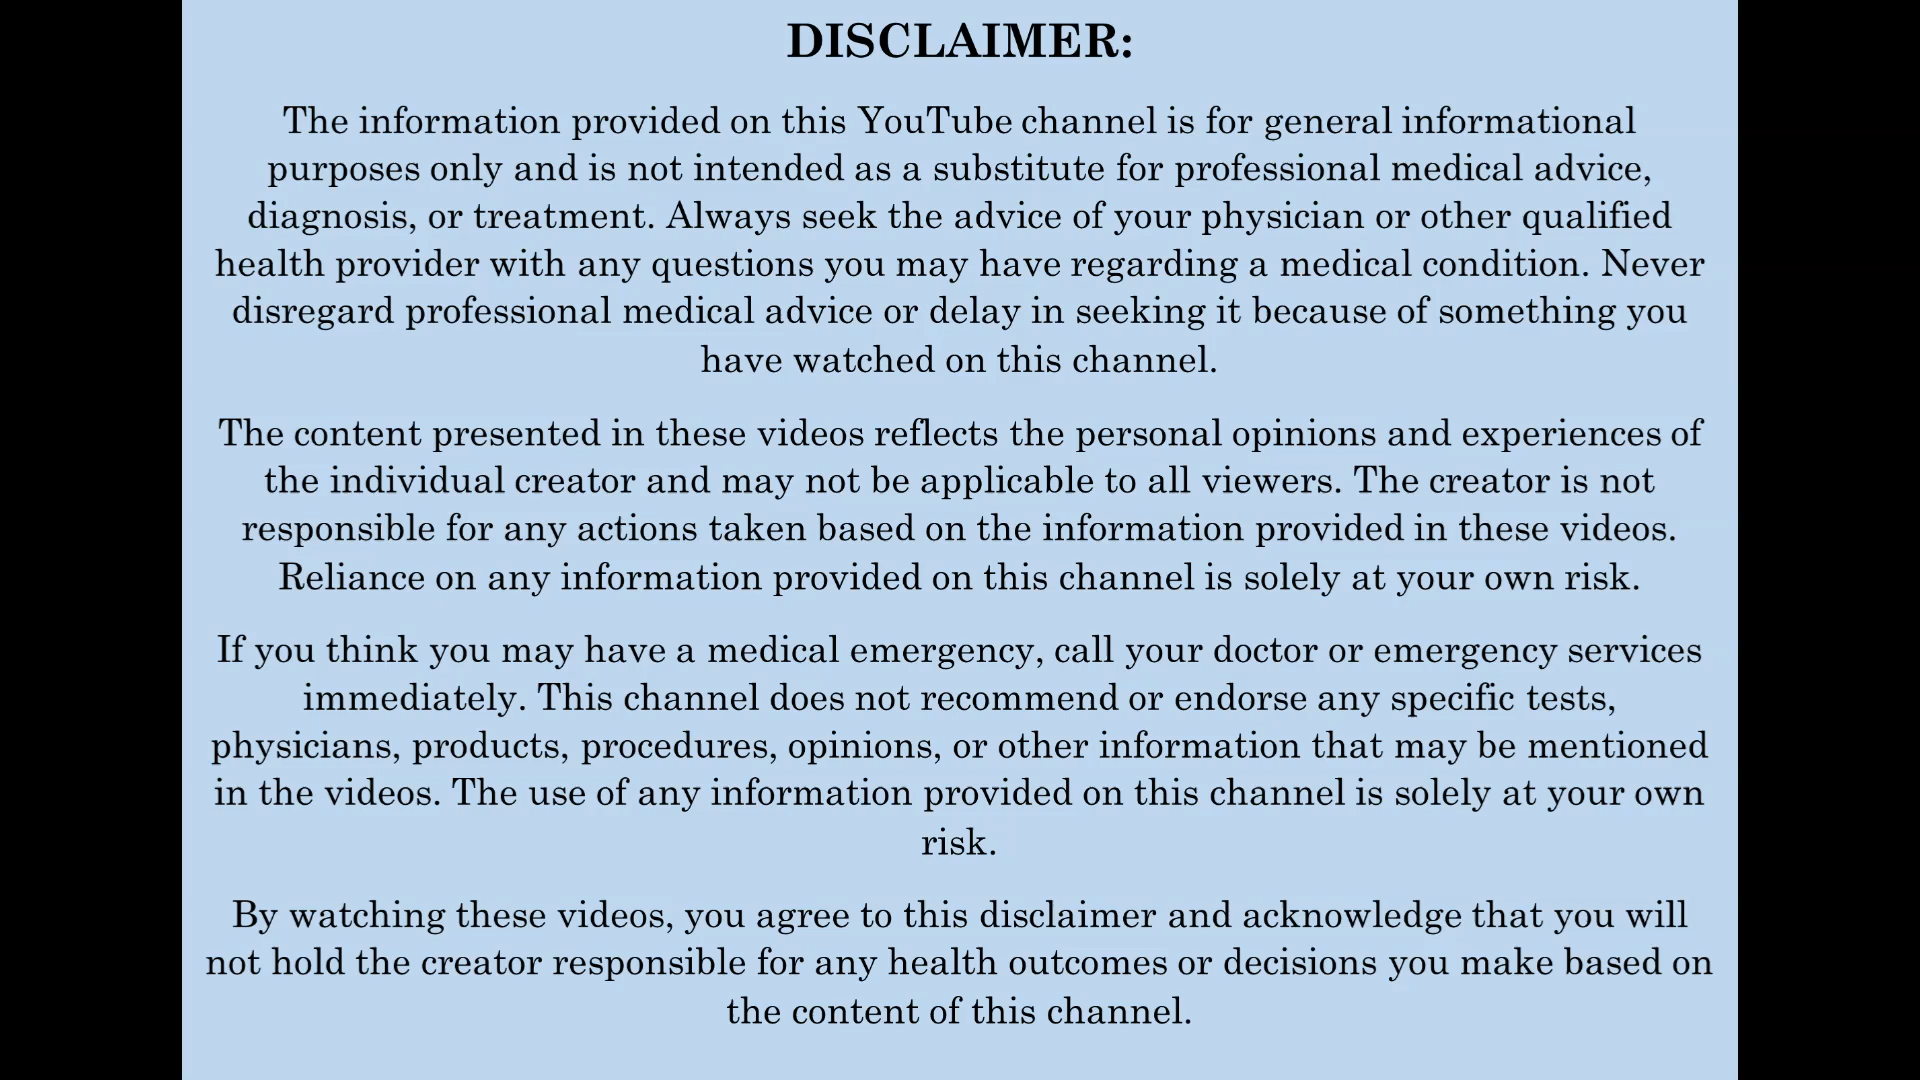 DISCLAIMER:
The information provided on this YouTube channel is for general informational
purposes only and is not intended as a substitute for professional medical advice,
diagnosis, or treatment. Always seek the advice of your physician or other qualified
health provider with any questions you may have regarding a medical condition. Never
disregard professional medical advice or delay in seeking it because of something you
have watched on this channel.
The content presented in these videos reflects the personal opinions and experiences of
the individual creator and may not be applicable to all viewers. The creator is not
responsible for any actions taken based on the information provided in these videos.
Reliance on any information provided on this channel is solely at your own risk.
If you think you may have a medical emergency, call your doctor or emergency services
immediately. This channel does not recommend or endorse any specific tests,
physicians, products, procedures, opinions, or other information that may be mentioned
in the videos. The use of any information provided on this channel is solely at your own
risk.
By watching these videos, you agree to this disclaimer and acknowledge that you will
not hold the creator responsible for any health outcomes or decisions you make based on
the content of this channel.